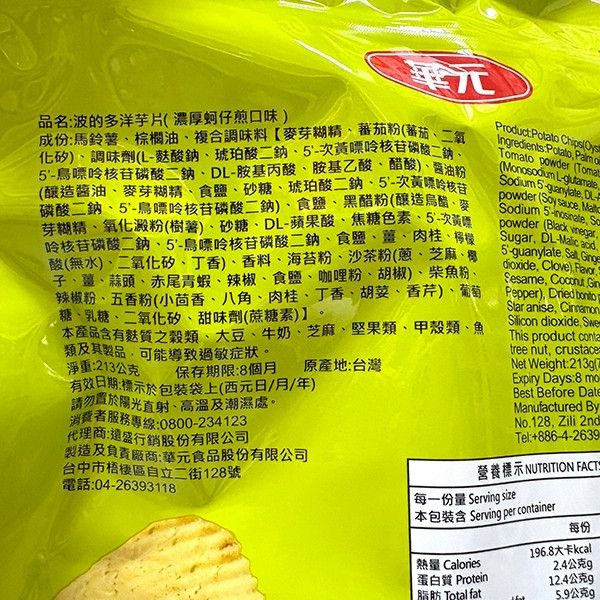 華元
品名:波的多洋芋片( 濃厚蚵仔煎口味 )
成份:馬鈴薯、棕櫚油、複合調味料【麥芽糊精、蕃茄粉(蕃茄、二氧
化矽)、調味劑(L-麩酸鈉、琥珀酸二鈉、5'-次黃嘌呤核苷磷酸二鈉、
5'-鳥嘌呤核苷磷酸二鈉、DL-胺基丙酸、胺基乙酸、醋酸)、醬油粉
(釀造醬油、麥芽糊精、食鹽、砂糖、琥珀酸二鈉、5'-次黃嘌呤核苷
磷酸二鈉、5'-鳥嘌呤核苷磷酸二鈉)、食鹽、黑醋粉(釀造烏醋、麥
芽糊精、氧化澱粉(樹薯)、砂糖、DL-蘋果酸、焦糖色素、5'-次黃嘌
呤核苷磷酸二鈉、5'-鳥嘌呤核苷磷酸二鈉、食鹽、薑、肉桂、檸檬
酸(無水)、二氧化矽、丁香)、香料、海苔粉、沙茶粉(蔥、芝麻、椰
子、薑、蒜頭、赤尾青蝦、辣椒、食鹽、咖哩粉、胡椒)、柴魚粉、
辣椒粉、五香粉(小茴香、八角、肉桂、丁香、胡荽、香芹)、葡萄
糖、乳糖、二氧化矽、甜味劑(蔗糖素)】。
本產品含有麩質之穀類、大豆、牛奶、芝麻、堅果類、甲殼類、魚
類及其製品，可能導致過敏症狀。
淨重:213公克 保存期限:8個月 原產地:台灣
有效日期:標示於包裝袋上(西元日/月/年)
請勿置於陽光直射、高溫及潮濕處。
消費者服務專線:0800-234123
代理商:遠盛行銷股份有限公司
製造及負責廠商:華元食品股份有限公司
台中市梧棲區自立二街128號
電話:04-26393118
Product:Potato Chips(Oyst
Ingredients:Potato, Palm oi
Tomato powder (Tomat
(Monosodium L-glutamate,
Sodium 5'-guanylate, DL-A
powder (Soy sauce, Malto
Sodium 5'-inosinate, So
powder (Black vinegar,
Sugar, DL-Malic acid,
5'-guanylate, Salt, Ginge
dioxide, Clove), Flavor, S
Sesame, Coconut, Gin
Pepper), Dried bonito p
Star anise, Cinnamon
Silicon dioxide, Swee
This product conta
tree nut, crustace
Net Weight:213g(7
Expiry Days:8 mo
Best Before Date
Manufactured By
No.128, Zili 2nd
Tel:+886-4-2639
營養標示 NUTRITION FACTS
每一份量 Serving size
本包裝含 Serving per container
每份
熱量 Calories 196.8大卡kcal
蛋白質 Protein 2.4公克g
脂肪 Total fat 12.4公克g
5.9公克g